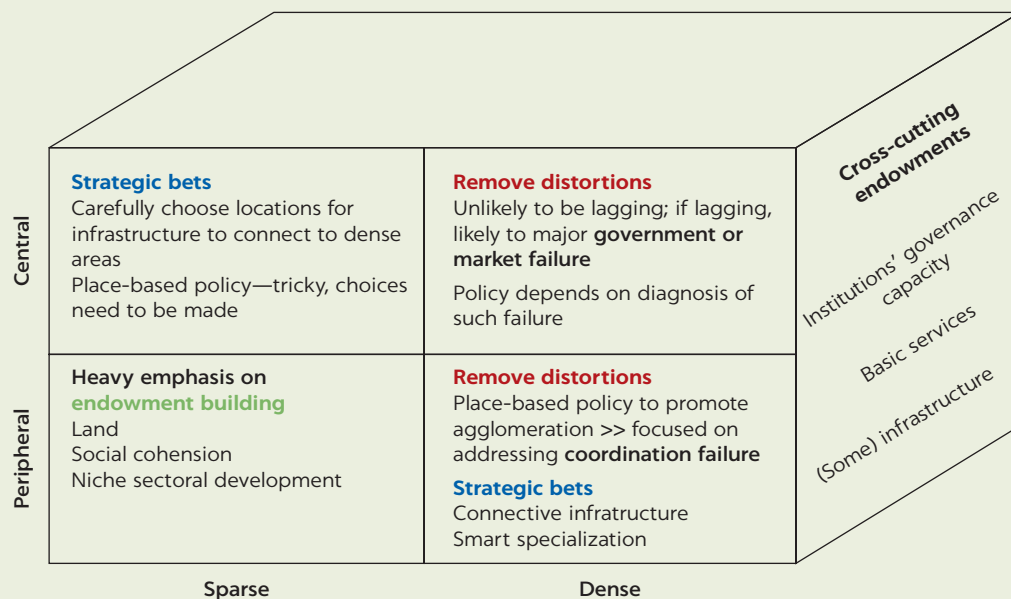 Central
Strategic bets
Carefully choose locations for
infrastructure to connect to dense
areas
Place-based policy—tricky, choices
need to be made
Remove distortions
Unlikely to be lagging; if lagging,
likely to major government or
market failure
Policy depends on diagnosis of
such failure
Peripheral
Heavy emphasis on
endowment building
Land
Social cohension
Niche sectoral development
Remove distortions
Place-based policy to promote
agglomeration >> focused on
addressing coordination failure
Strategic bets
Connective infratructure
Smart specialization
Sparse
Dense
Cross-cutting
endowments
Institutions' governance
capacity
Basic services
(Some) infrastructure